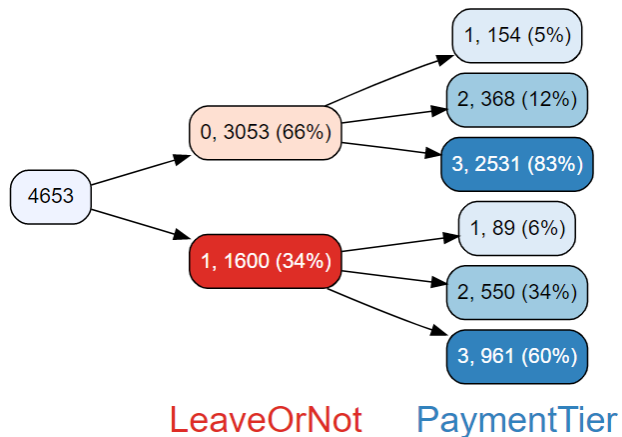 4653
0, 3053 (66%)
1, 154 (5%)
2, 368 (12%)
3, 2531 (83%)
1, 1600 (34%)
1, 89 (6%)
2, 550 (34%)
3, 961 (60%)
LeaveOrNot PaymentTier